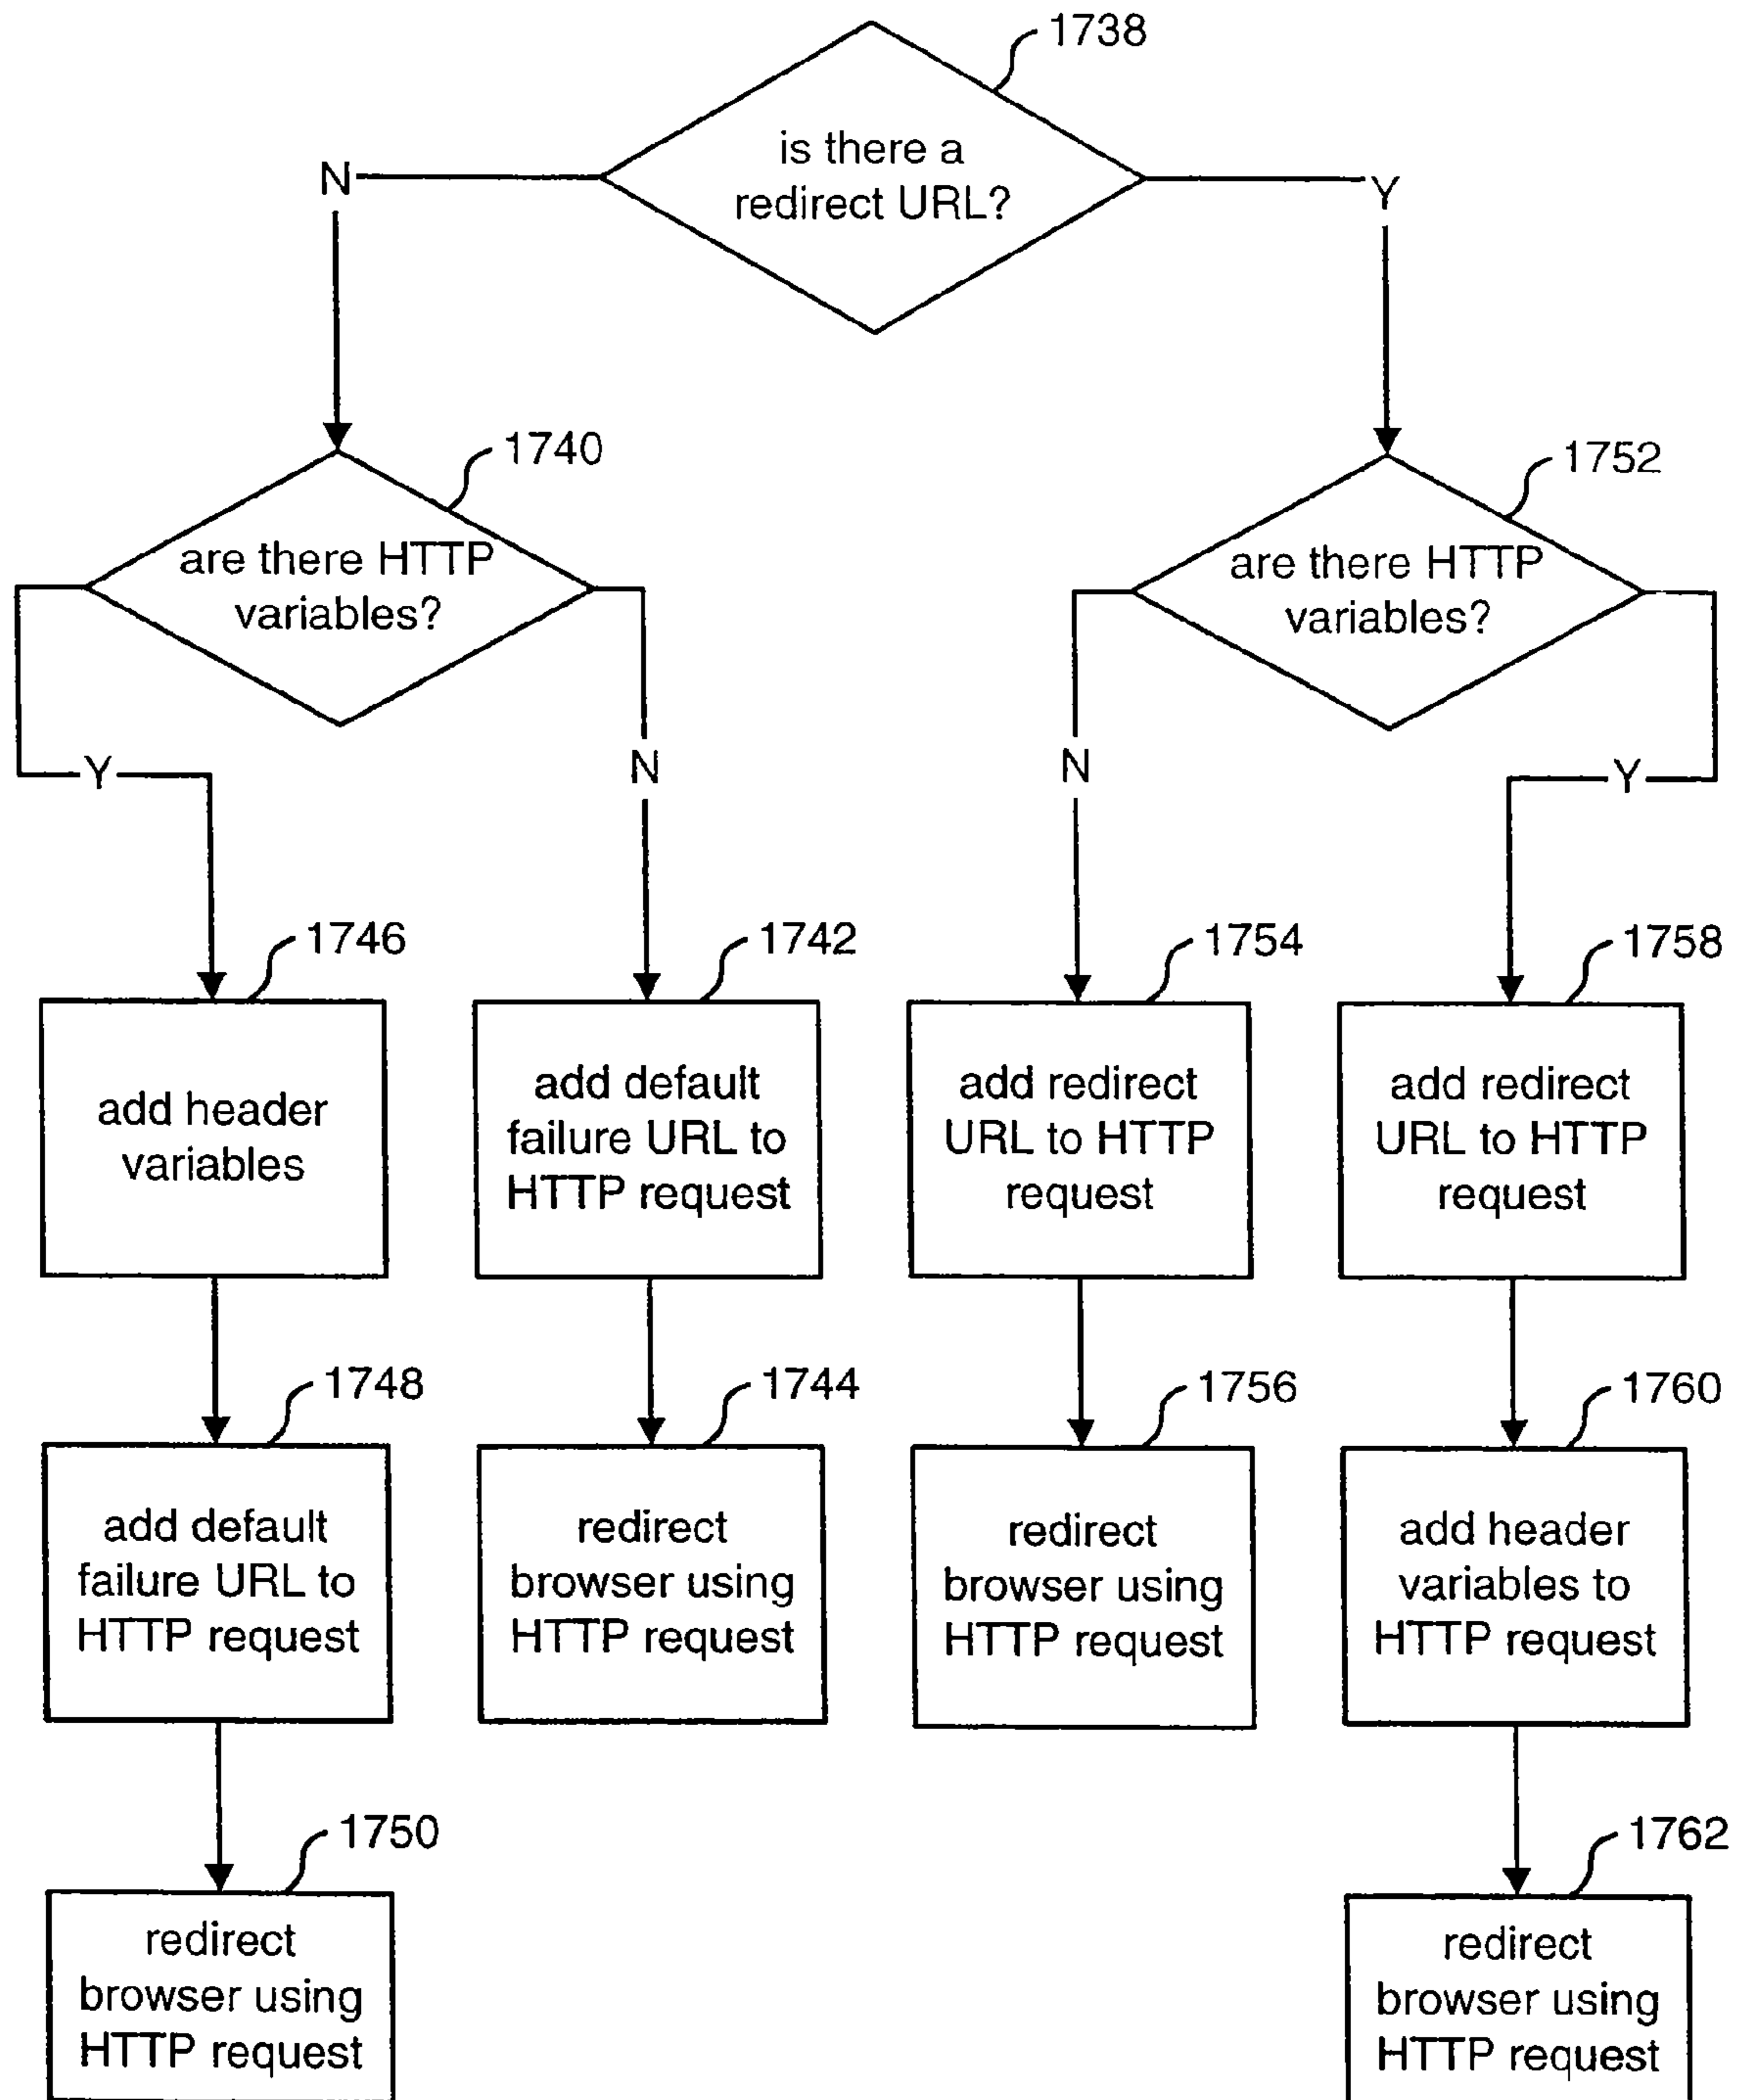 1738
is there a
redirect URL?
N
Y
1740
are there HTTP
variables?
1752
are there HTTP
variables?
Y
N
N
Y
1746
add header
variables
1742
add default
failure URL to
HTTP request
1754
add redirect
URL to HTTP
request
1758
add redirect
URL to HTTP
request
1748
add default
failure URL to
HTTP request
1744
redirect
browser using
HTTP request
1756
redirect
browser using
HTTP request
1760
add header
variables to
HTTP request
1750
redirect
browser using
HTTP request
1762
redirect
browser using
HTTP request